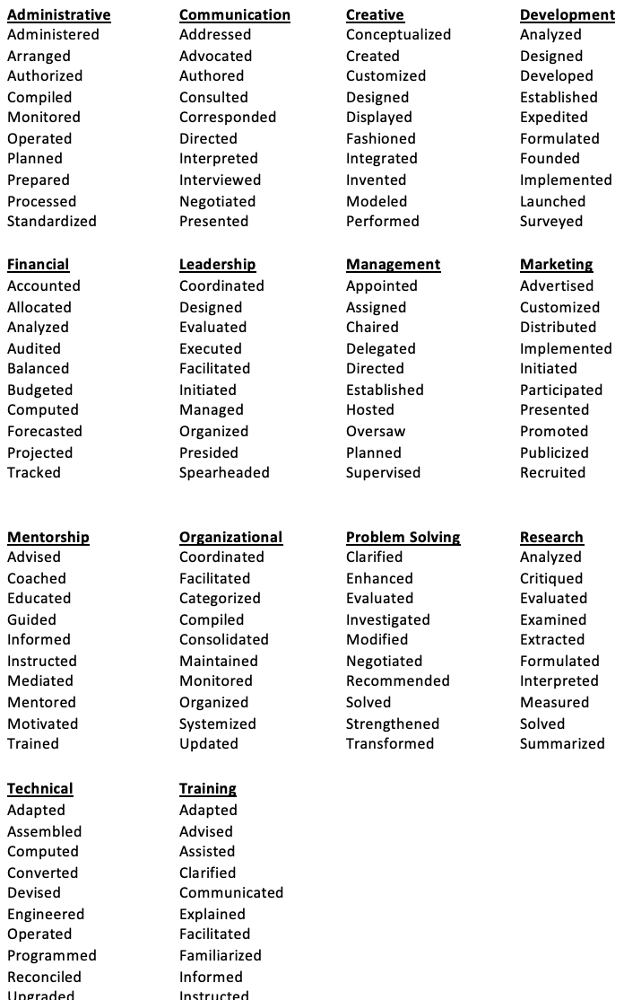 Administrative Communication Creative Development
Administered Addressed Conceptualized Analyzed
Arranged Advocated Created Designed
Authorized Authored Customized Developed
Compiled Consulted Designed Established
Monitored Corresponded Displayed Expedited
Operated Directed Fashioned Formulated
Planned Interpreted Integrated Founded
Prepared Interviewed Invented Implemented
Processed Negotiated Modeled Launched
Standardized Presented Performed Surveyed
Financial Leadership Management Marketing
Accounted Coordinated Appointed Advertised
Allocated Designed Assigned Customized
Analyzed Evaluated Chaired Distributed
Audited Executed Delegated Implemented
Balanced Facilitated Directed Initiated
Budgeted Initiated Established Participated
Computed Managed Hosted Presented
Forecasted Organized Oversaw Promoted
Projected Presided Planned Publicized
Tracked Spearheaded Supervised Recruited
Mentorship Organizational Problem Solving Research
Advised Coordinated Clarified Analyzed
Coached Facilitated Enhanced Critiqued
Educated Categorized Evaluated Evaluated
Guided Compiled Investigated Examined
Informed Consolidated Modified Extracted
Instructed Maintained Negotiated Formulated
Mediated Monitored Recommended Interpreted
Mentored Organized Solved Measured
Motivated Systemized Strengthened Solved
Trained Updated Transformed Summarized
Technical Training
Adapted Adapted
Assembled Advised
Computed Assisted
Converted Clarified
Devised Communicated
Engineered Explained
Operated Facilitated
Programmed Familiarized
Reconciled Informed
Upgraded Instructed